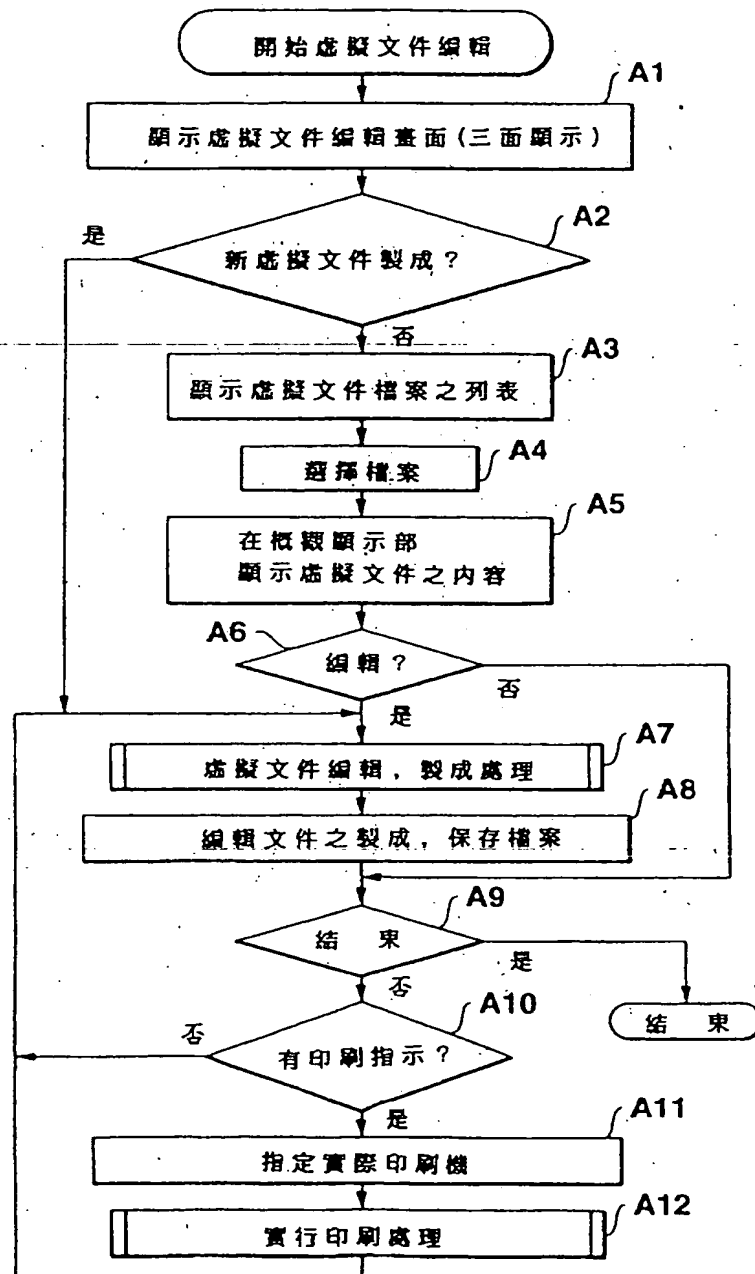 開始虛擬文件編輯
A1
顯示虛擬文件編輯畫面(三面顯示)
A2
是
新虛擬文件製成?
否
A3
顯示虛擬文件檔案之列表
A4
選擇檔案
A5
在概觀顯示部
顯示虛擬文件之內容
A6
編輯?
否
是
A7
虛擬文件編輯,製成處理
A8
編輯文件之製成,保存檔案
A9
結 束
是
否
A10
結 束
否
有印刷指示?
是
A11
指定實際印刷機
A12
實行印刷處理